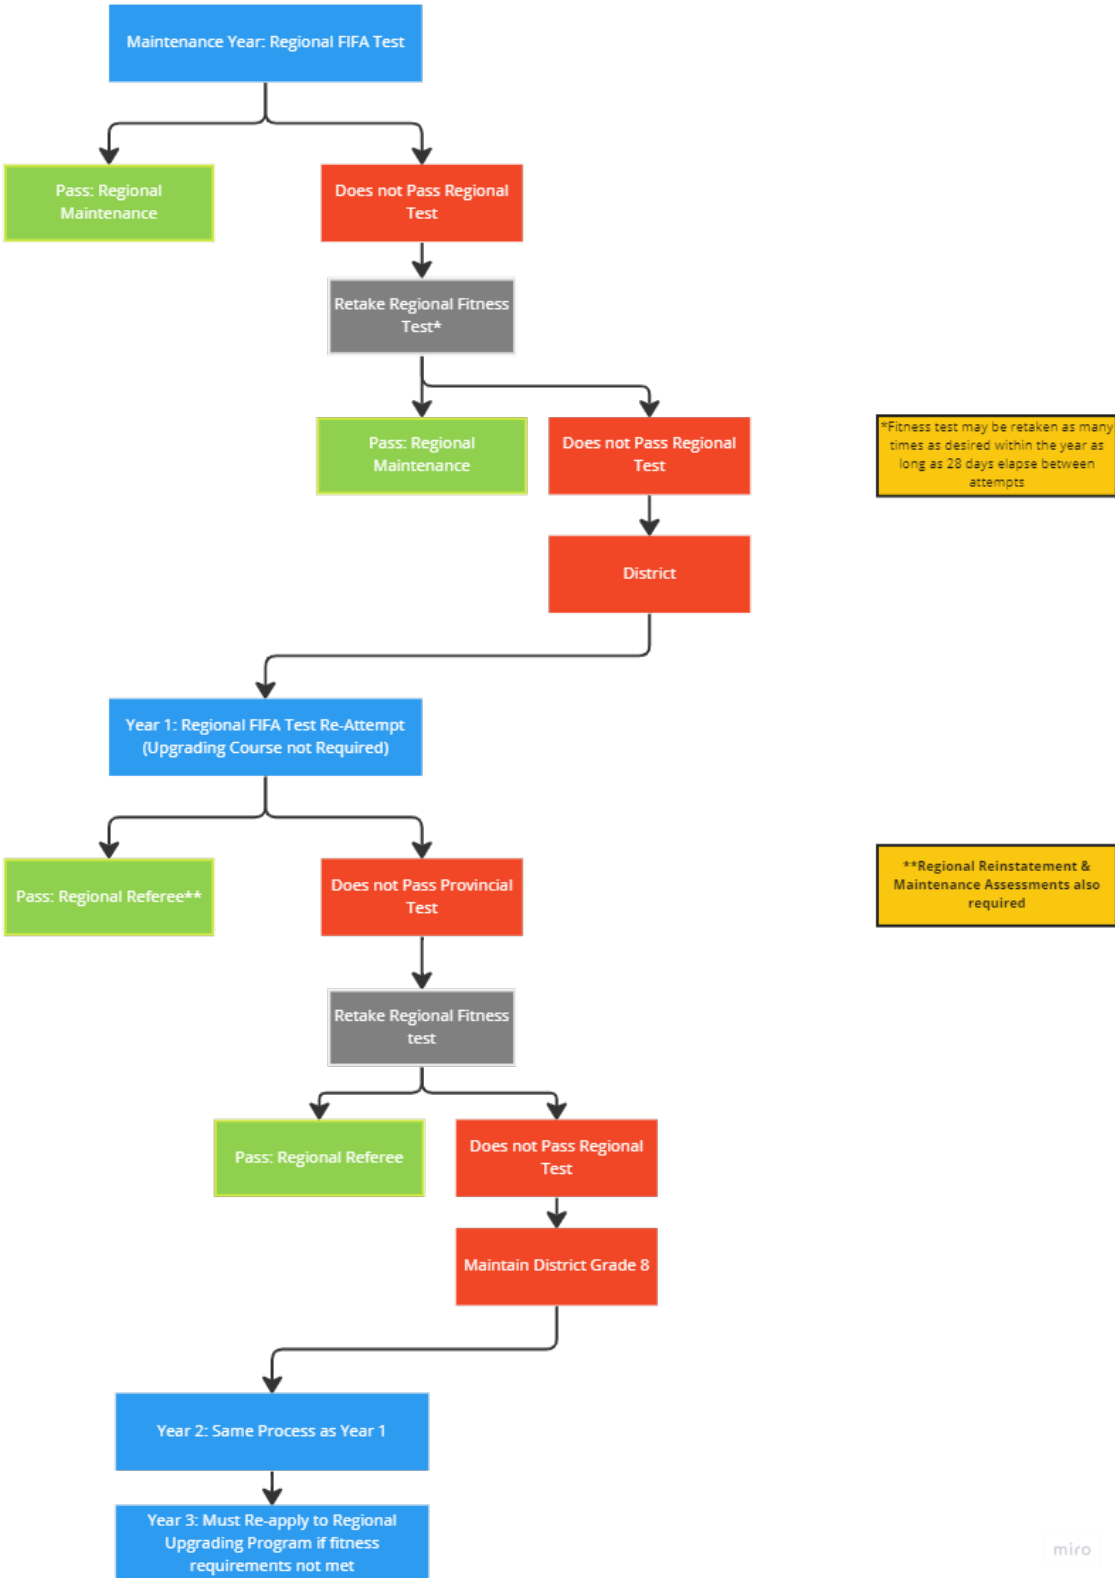 Maintenance Year: Regional FIFA Test
Pass: Regional
Maintenance
Does not Pass Regional
Test
Retake Regional Fitness
Test*
Pass: Regional
Maintenance
Does not Pass Regional
Test
*Fitness test may be retaken as many
times as desired within the year as
long as 28 days elapse between
attempts
District
Year 1: Regional FIFA Test Re-Attempt
(Upgrading Course not Required)
Pass: Regional Referee**
Does not Pass Provincial
Test
**Regional Reinstatement &
Maintenance Assessments also
required
Retake Regional Fitness
test
Pass: Regional Referee
Does not Pass Regional
Test
Maintain District Grade 8
Year 2: Same Process as Year 1
Year 3: Must Re-apply to Regional
Upgrading Program if fitness
requirements not met
miro